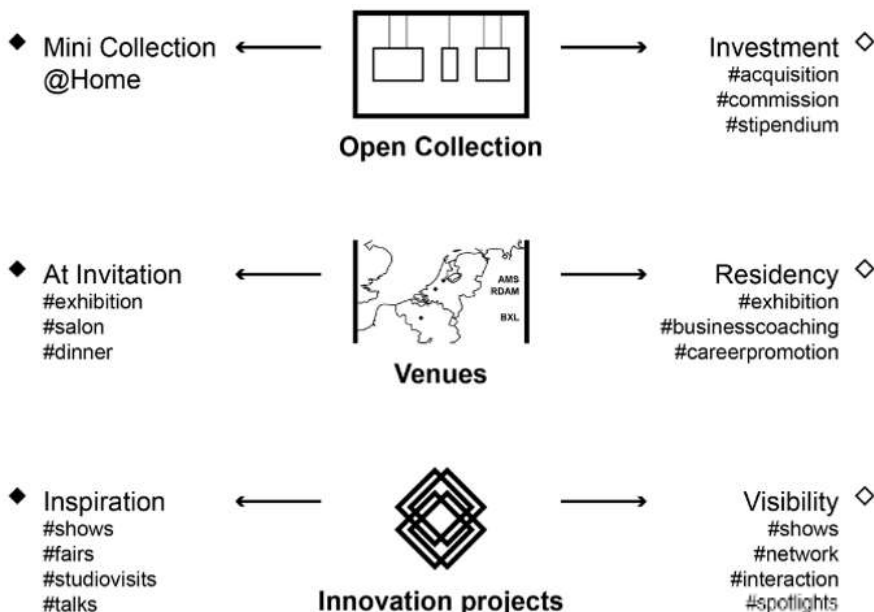 Mini Collection
@Home
Open Collection
Investment
#acquisition
#commission
#stipendium
At Invitation
#exhibition
#salon
#dinner
AMS
RDAM
BXL
Venues
Residency
#exhibition
#businesscoaching
#careerpromotion
Inspiration
#shows
#fairs
#studiovisits
#talks
Innovation projects
Visibility
#shows
#network
#interaction
#spotlights